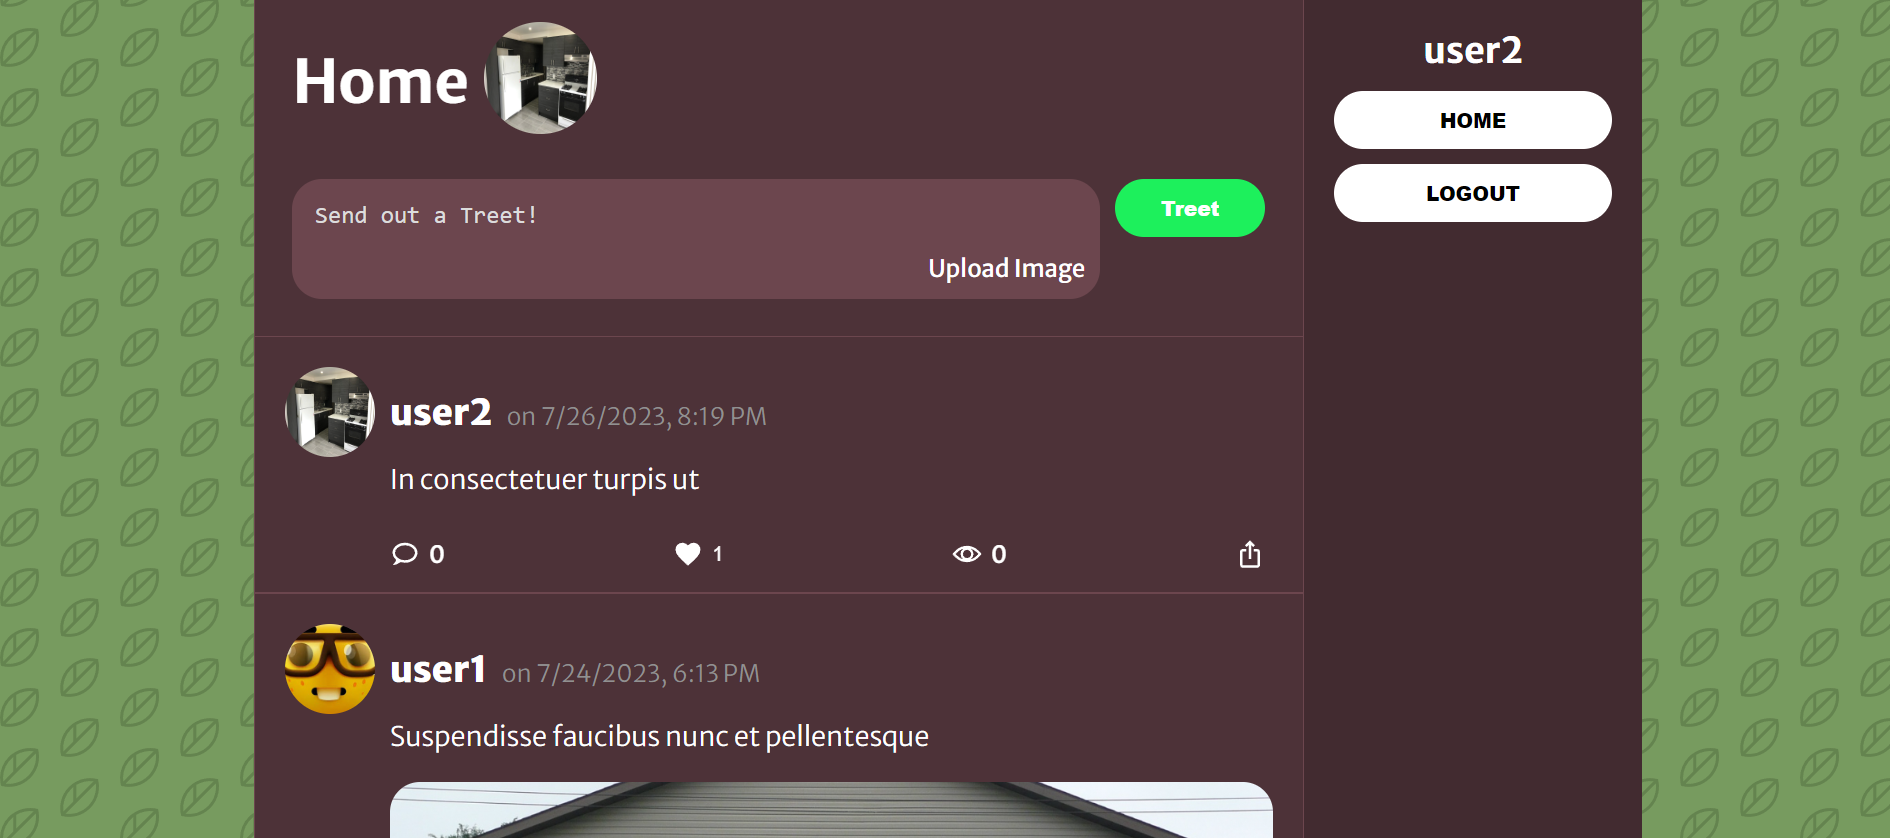 Home
Send out a Treet!
Upload Image
Treet
user2
HOME
LOGOUT
user2 on 7/26/2023, 8:19 PM
In consectetuer turpis ut
0 1 0
user1 on 7/24/2023, 6:13 PM
Suspendisse faucibus nunc et pellentesque